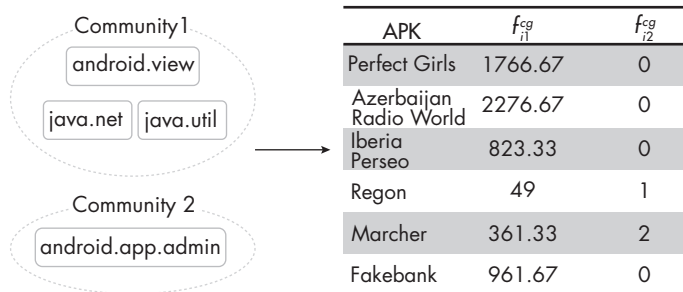 Community1
android.view
java.net java.util
Community 2
android.app.admin
APK f_{i1}^{cg} f_{i2}^{cg}
Perfect Girls 1766.67 0
Azerbaijan
Radio World 2276.67 0
Iberia
Perseo 823.33 0
Regon 49 1
Marcher 361.33 2
Fakebank 961.67 0